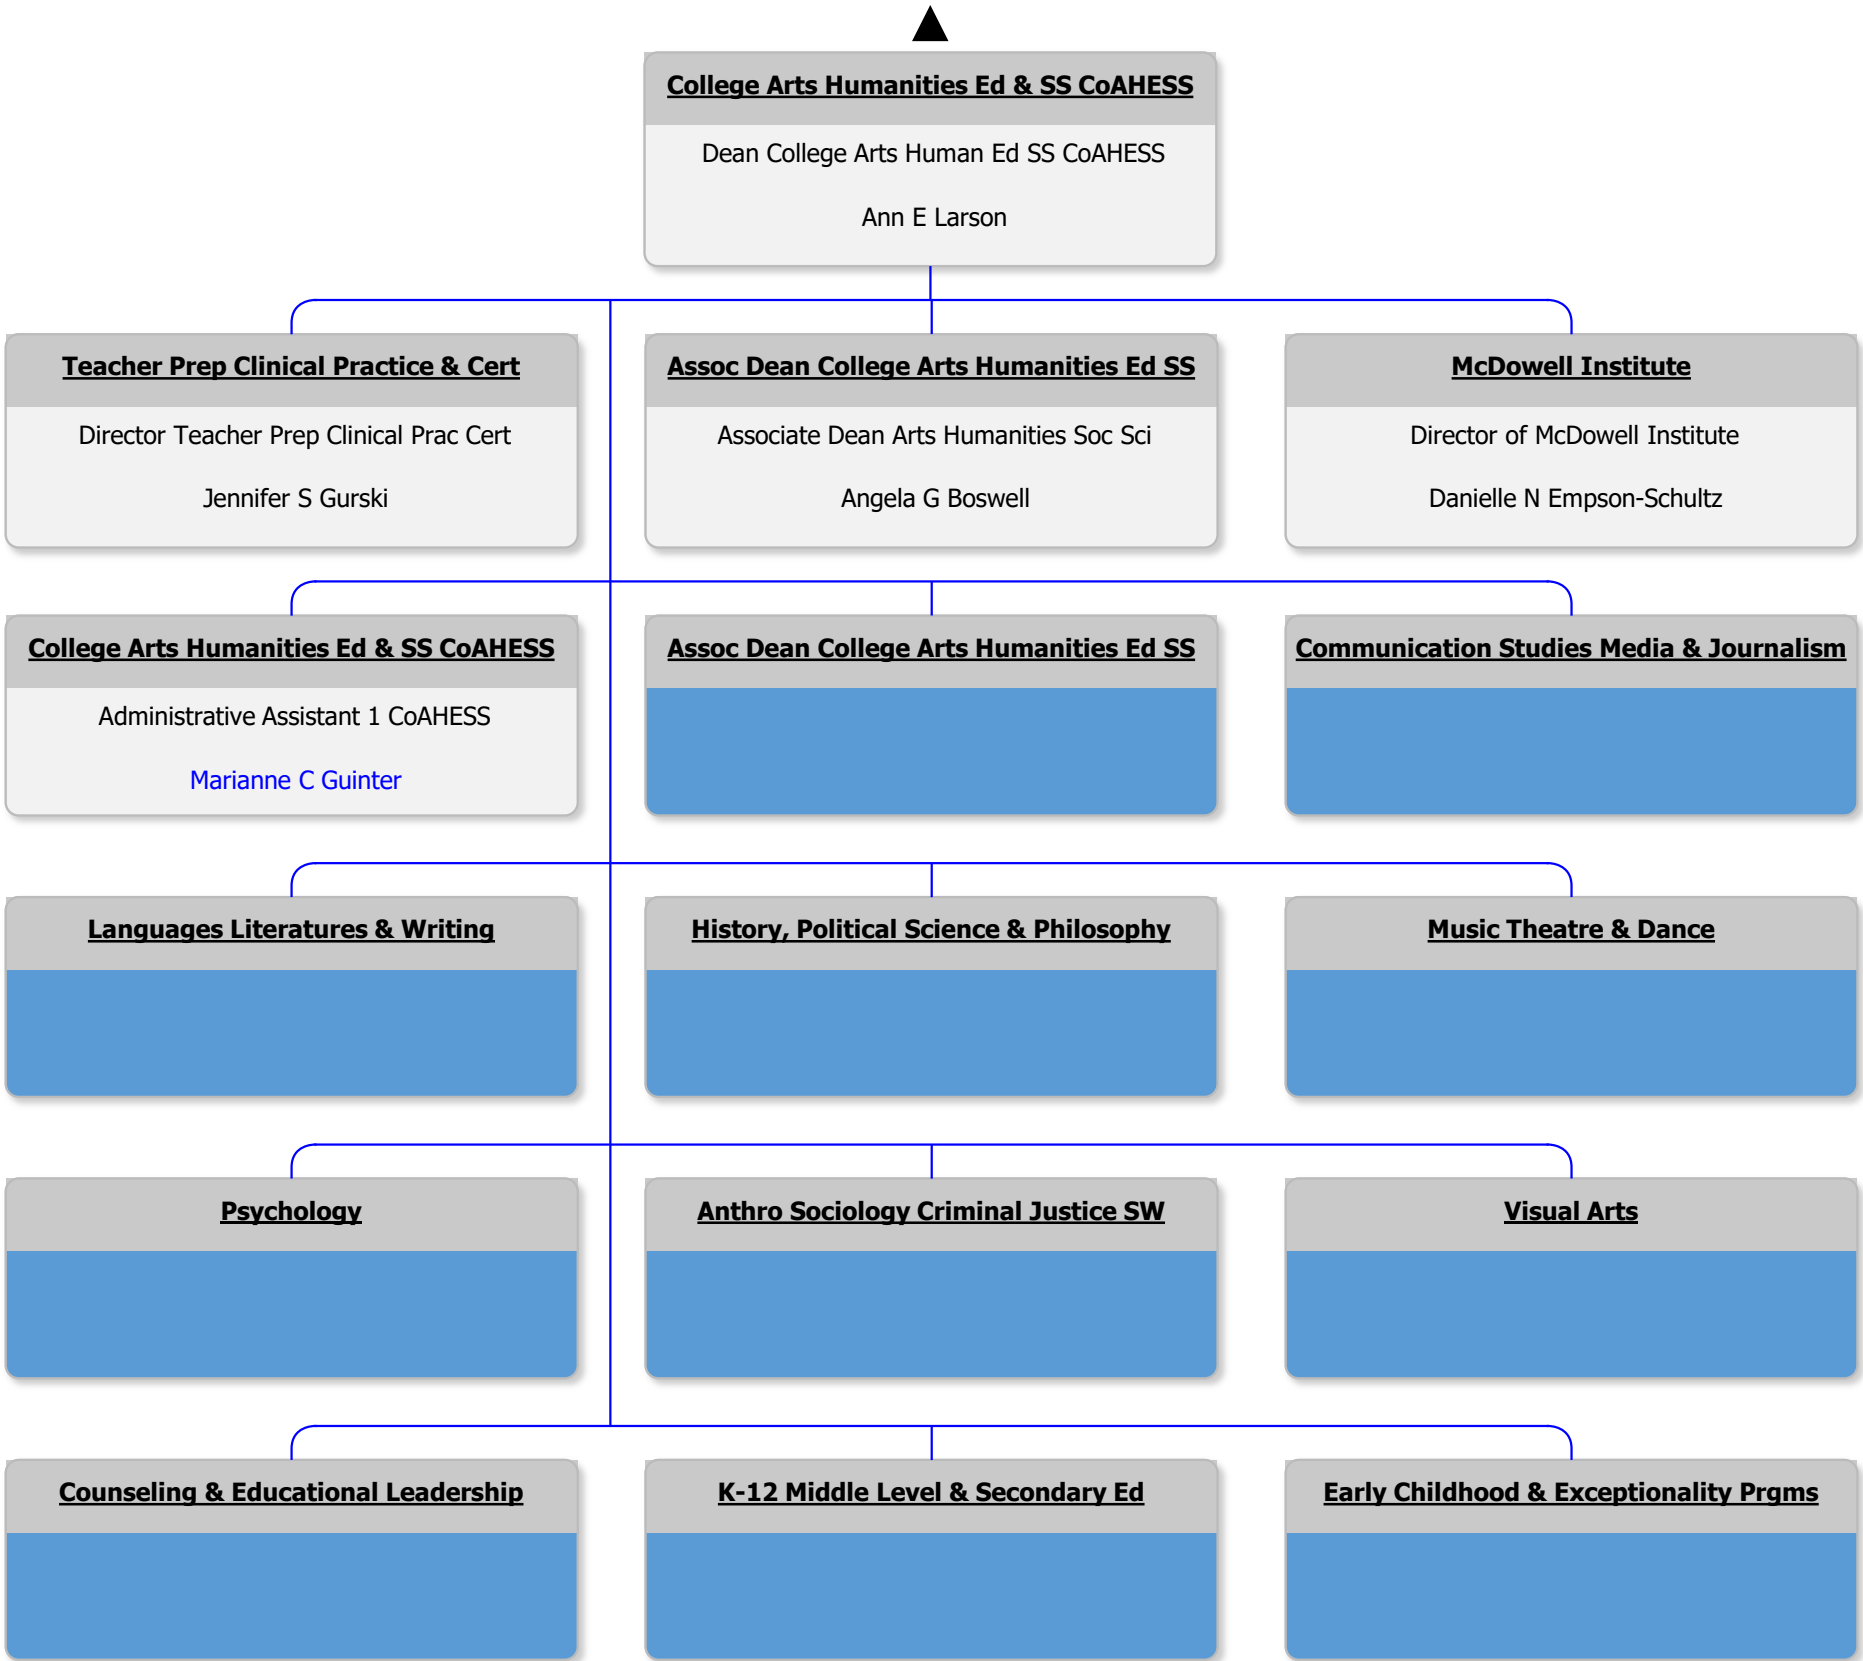 College Arts Humanities Ed & SS CoAHESS
Dean College Arts Human Ed SS CoAHESS
Ann E Larson
Teacher Prep Clinical Practice & Cert
Director Teacher Prep Clinical Prac Cert
Jennifer S Gurski
Assoc Dean College Arts Humanities Ed SS
Associate Dean Arts Humanities Soc Sci
Angela G Boswell
McDowell Institute
Director of McDowell Institute
Danielle N Empson-Schultz
College Arts Humanities Ed & SS CoAHESS
Administrative Assistant 1 CoAHESS
Marianne C Guinter
Assoc Dean College Arts Humanities Ed SS
Communication Studies Media & Journalism
Languages Literatures & Writing
History, Political Science & Philosophy
Music Theatre & Dance
Psychology
Anthro Sociology Criminal Justice SW
Visual Arts
Counseling & Educational Leadership
K-12 Middle Level & Secondary Ed
Early Childhood & Exceptionality Prgms